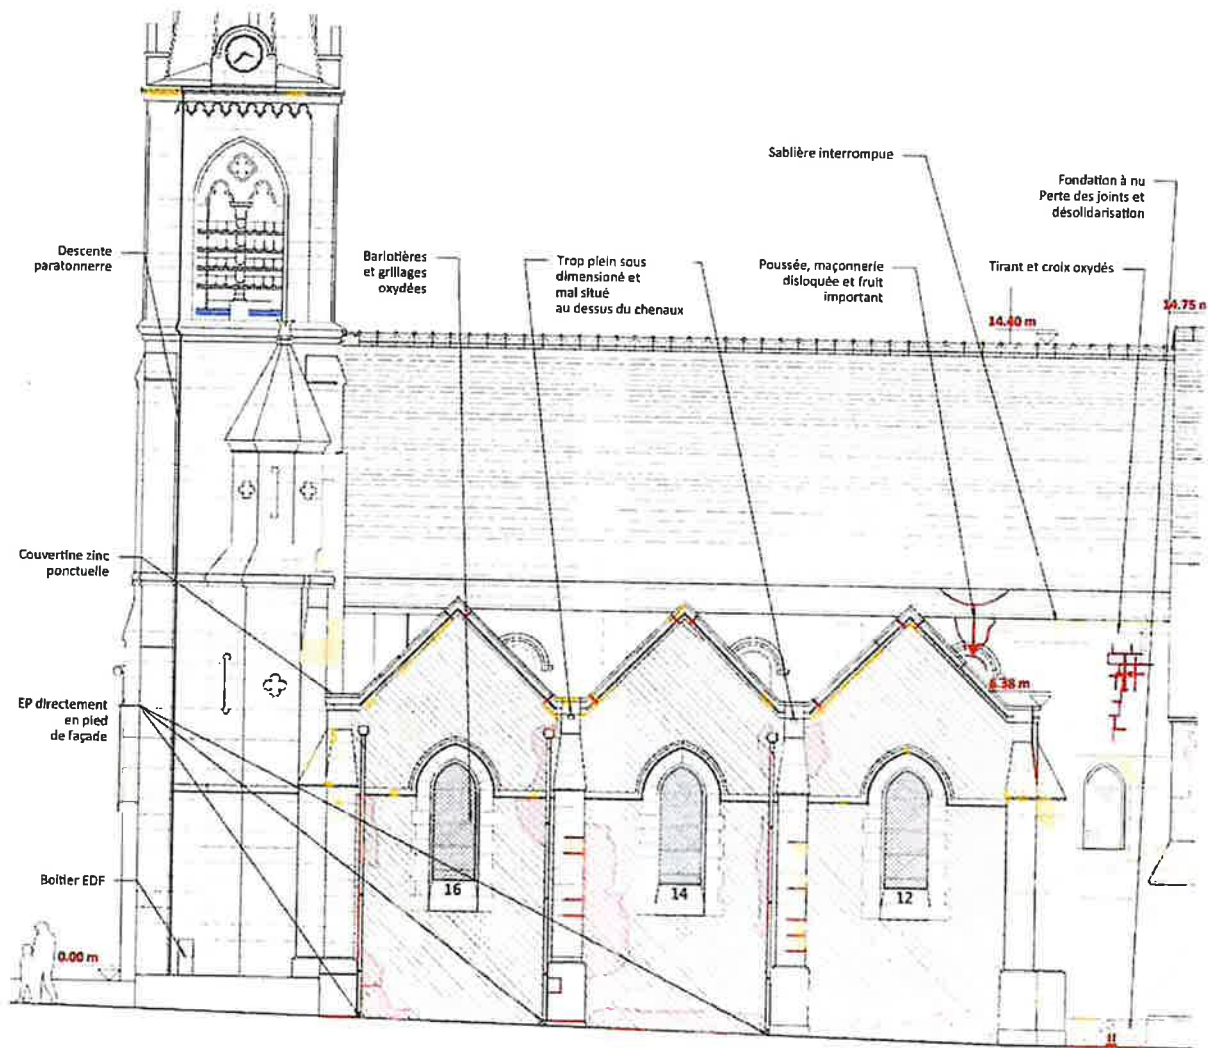 Sablière interrompue
Fondation à nu
Perte des joints et
désolidarisation
Descente
paratonnerre
Barlotières
et grillages
oxydées
Trop plein sous
dimensioné et
mal situé
au dessus du chenaux
Poussée, maçonnerie
disloquée et fruit
important
Tirant et croix oxydés
14.75 n
14.40 m
Couvertine zinc
ponctuelle
EP directement
en pied
de façade
.38 m
Boitier EDF
16
14
12
0.00 m